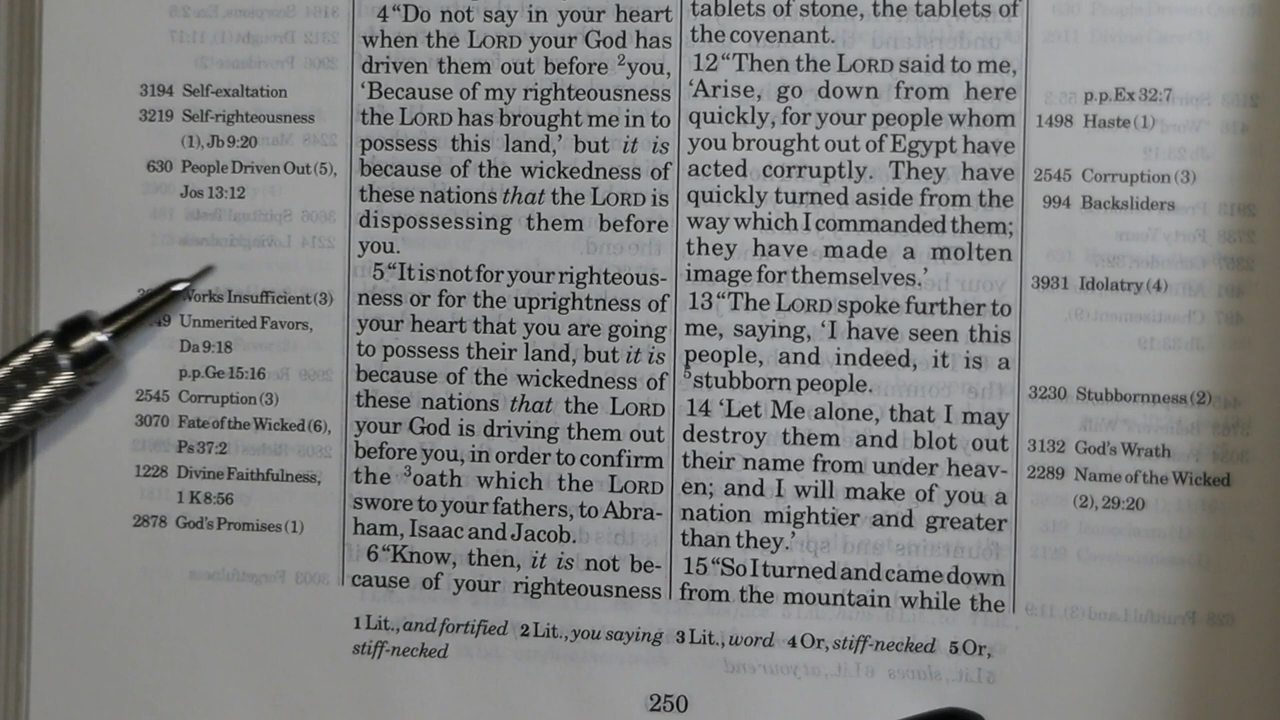 3194 Self-exaltation
3219 Self-righteousness
(1), Jb 9:20
630 People Driven Out (5),
Jos 13:12
Works Insufficient (3)
Unmerited Favors,
Da 9:18
p.p. Ge 15:16
2545 Corruption (3)
3070 Fate of the Wicked (6),
Ps 37:2
1228 Divine Faithfulness,
1 K 8:56
2878 God's Promises (1)
4 “Do not say in your heart
when the LORD your God has
driven them out before 2you,
‘Because of my righteousness
the LORD has brought me in to
possess this land,’ but it is
because of the wickedness of
these nations that the LORD is
dispossessing them before
you.
5 “It is not for your righteous-
ness or for the uprightness of
your heart that you are going
to possess their land, but it is
because of the wickedness of
these nations that the LORD
your God is driving them out
before you, in order to confirm
the 3oath which the LORD
swore to your fathers, to Abra-
ham, Isaac and Jacob.
6 “Know, then, it is not be-
cause of your righteousness
tablets of stone, the tablets of
the covenant.
12 “Then the LORD said to me,
‘Arise, go down from here
quickly, for your people whom
you brought out of Egypt have
acted corruptly. They have
quickly turned aside from the
way which I commanded them;
they have made a molten
image for themselves.’
13 “The LORD spoke further to
me, saying, ‘I have seen this
people, and indeed, it is a
5stubborn people.
14 ‘Let Me alone, that I may
destroy them and blot out
their name from under heav-
en; and I will make of you a
nation mightier and greater
than they.’
15 “So I turned and came down
from the mountain while the
p.p. Ex 32:7
1498 Haste (1)
2545 Corruption (3)
994 Backsliders
3931 Idolatry (4)
3230 Stubbornness (2)
3132 God's Wrath
2289 Name of the Wicked
(2), 29:20
1 Lit., and fortified 2 Lit., you saying 3 Lit., word 4 Or, stiff-necked 5 Or,
stiff-necked
250